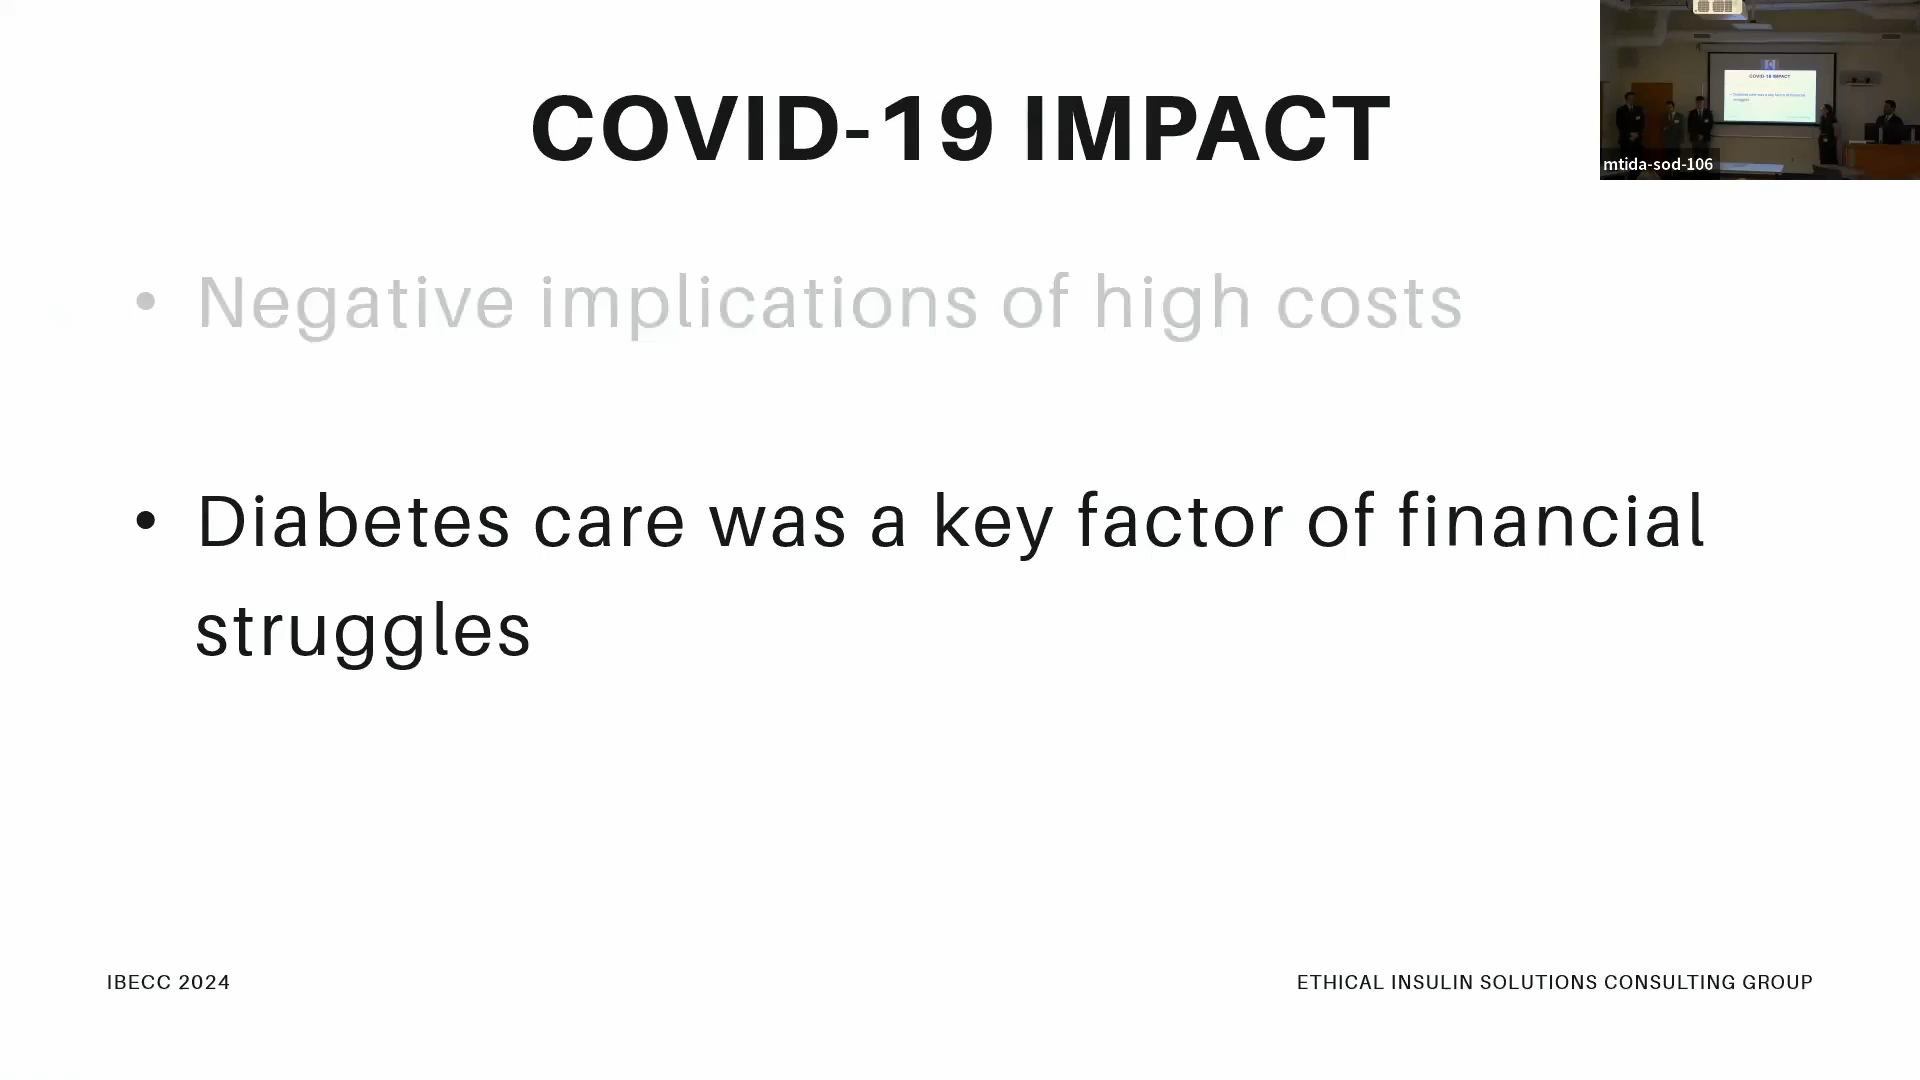 COVID-19 IMPACT
mtida-sod-106
• Negative implications of high costs
• Diabetes care was a key factor of financial
struggles
IBECC 2024
ETHICAL INSULIN SOLUTIONS CONSULTING GROUP